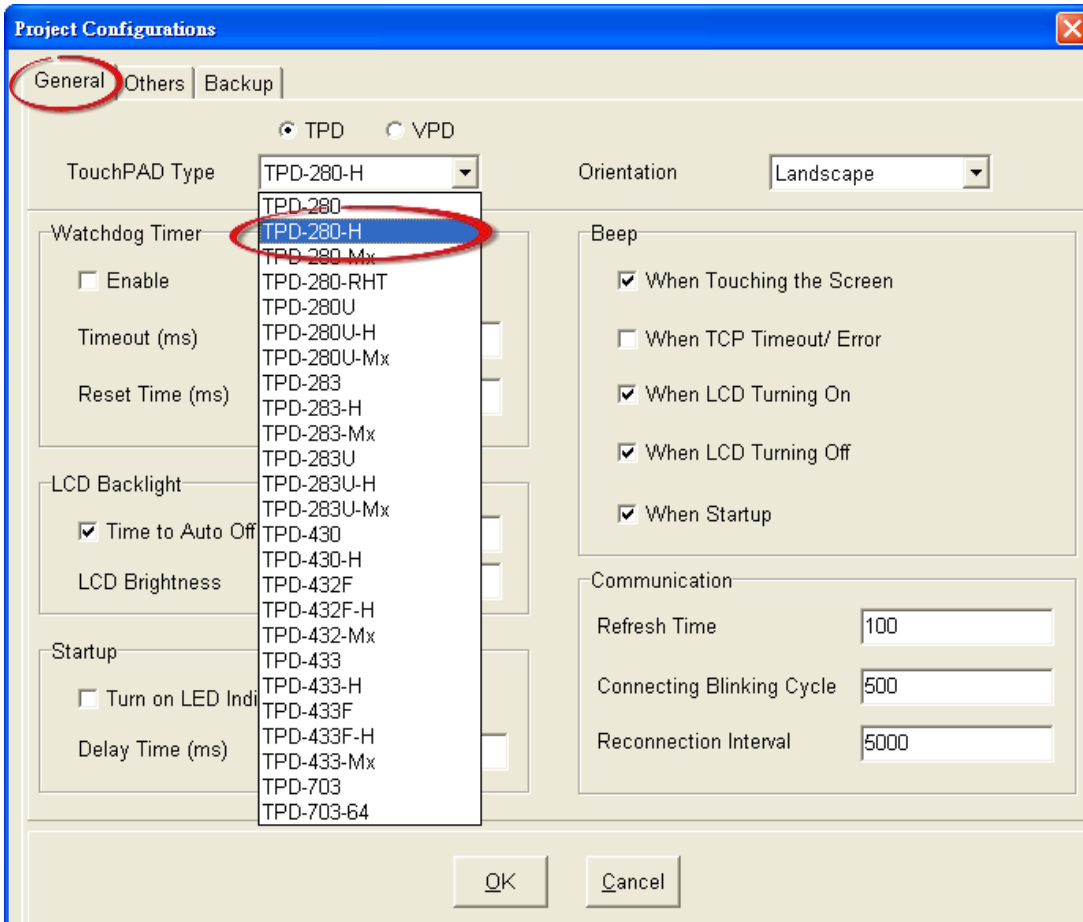 Project Configurations
General Others Backup
TPD VPD
TouchPAD Type TPD-280-H Orientation Landscape
TPD-280
TPD-280-H
TPD-280-Mx
TPD-280-RHT
TPD-280U
TPD-280U-H
TPD-280U-Mx
TPD-283
TPD-283-H
TPD-283-Mx
TPD-283U
TPD-283U-H
TPD-283U-Mx
TPD-430
TPD-430-H
TPD-432F
TPD-432F-H
TPD-432-Mx
TPD-433
TPD-433-H
TPD-433F
TPD-433F-H
TPD-433-Mx
TPD-703
TPD-703-64
Watchdog Timer
Enable
Timeout (ms)
Reset Time (ms)
LCD Backlight
Time to Auto Off
LCD Brightness
Startup
Turn on LED Indi
Delay Time (ms)
Beep
When Touching the Screen
When TCP Timeout/ Error
When LCD Turning On
When LCD Turning Off
When Startup
Communication
Refresh Time 100
Connecting Blinking Cycle 500
Reconnection Interval 5000
OK Cancel